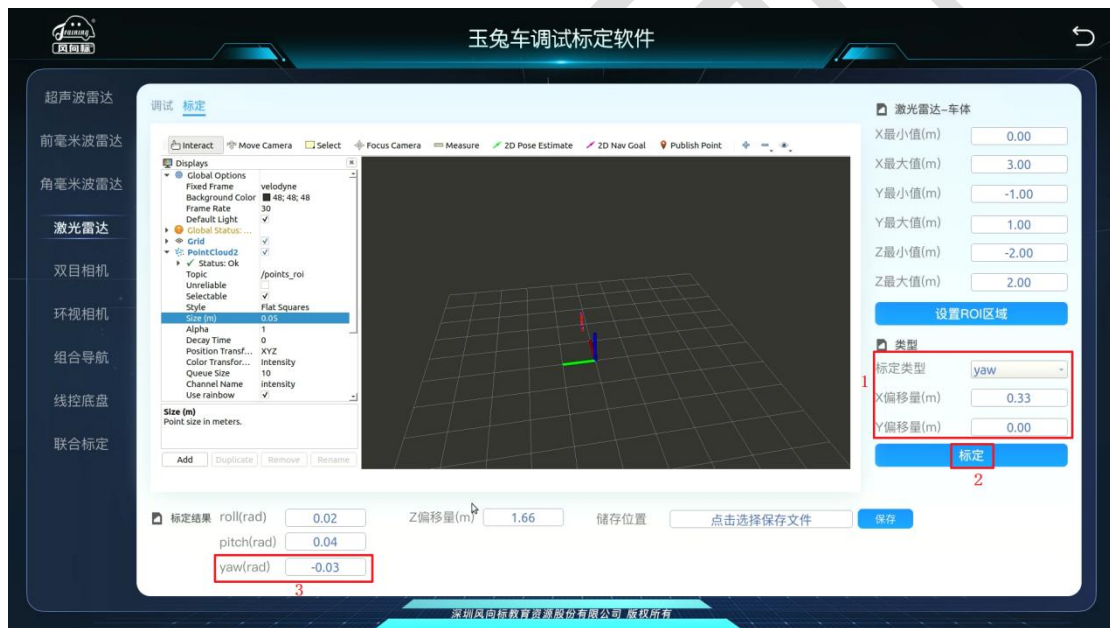 Training
风向标
玉兔车调试标定软件
超声波雷达
前毫米波雷达
角毫米波雷达
激光雷达
双目相机
环视相机
组合导航
线控底盘
联合标定
调试 标定
Interact Move Camera Select Focus Camera Measure 2D Pose Estimate 2D Nav Goal Publish Point
Displays
Global Options
Fixed Frame velodyne
Background Color 48; 48; 48
Frame Rate 30
Default Light ✓
Global Status: ...
Grid ✓
PointCloud2 ✓
✓ Status: Ok
Topic /points_roi
Unreliable
Selectable ✓
Style Flat Squares
Size (m) 0.05
Alpha 1
Decay Time 0
Position Transf... XYZ
Color Transfor... Intensity
Queue Size 10
Channel Name intensity
Use rainbow ✓
Size (m)
Point size in meters.
Add Duplicate Remove Rename
激光雷达-车体
X最小值(m) 0.00
X最大值(m) 3.00
Y最小值(m) -1.00
Y最大值(m) 1.00
Z最小值(m) -2.00
Z最大值(m) 2.00
设置ROI区域
类型
标定类型 yaw
1
X偏移量(m) 0.33
Y偏移量(m) 0.00
标定
2
标定结果 roll(rad) 0.02 Z偏移量(m) 1.66 储存位置 点击选择保存文件 保存
pitch(rad) 0.04
yaw(rad) -0.03
3
深圳风向标教育资源股份有限公司 版权所有